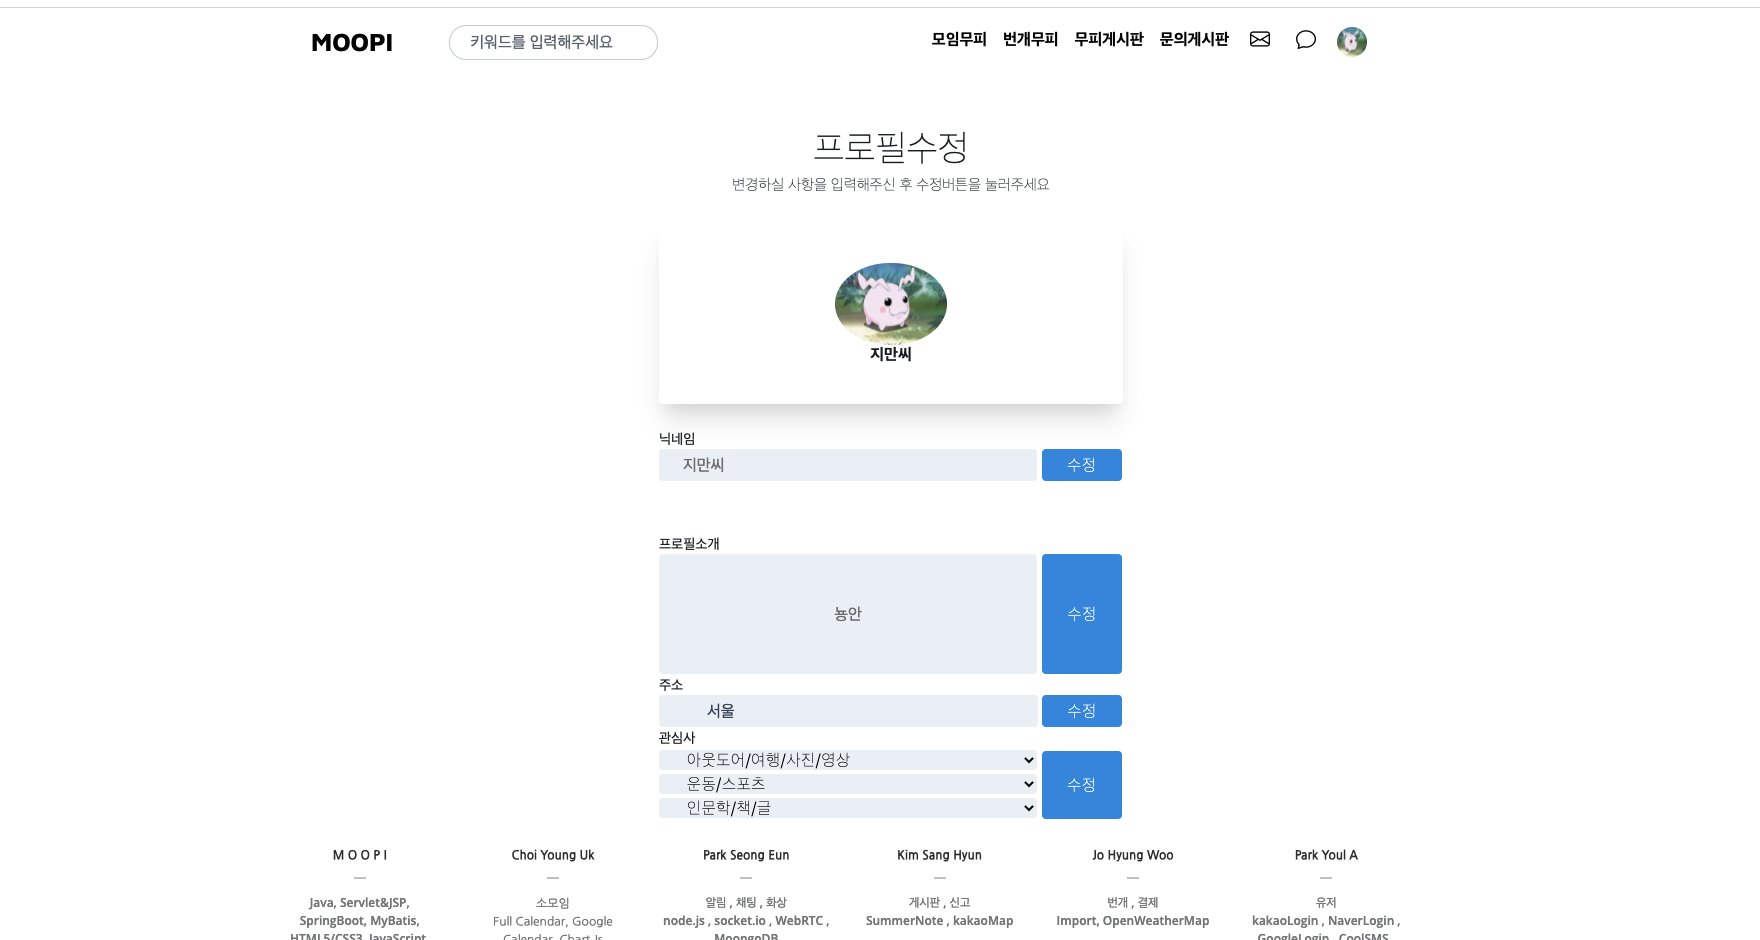 MOOPI
키워드를 입력해주세요
모임무피 번개무피 무피게시판 문의게시판
프로필수정
변경하실 사항을 입력해주신 후 수정버튼을 눌러주세요
지만씨
닉네임
지만씨 수정
프로필소개
뇽안 수정
주소
서울 수정
관심사
아웃도어/여행/사진/영상
운동/스포츠
수정
인문학/책/글
M O O P I
—
Java, Servlet&JSP,
SpringBoot, MyBatis,
HTML5/CSS3, JavaScript
Choi Young Uk
—
소모임
Full Calendar, Google
Calendar, Chart.js
Park Seong Eun
—
알림 , 채팅 , 화상
node.js , socket.io , WebRTC ,
MoongoDB
Kim Sang Hyun
—
게시판 , 신고
SummerNote , kakaoMap
Jo Hyung Woo
—
번개 , 결제
Import, OpenWeatherMap
Park Youl A
—
유저
kakaoLogin , NaverLogin ,
GoogleLogin , CoolSMS